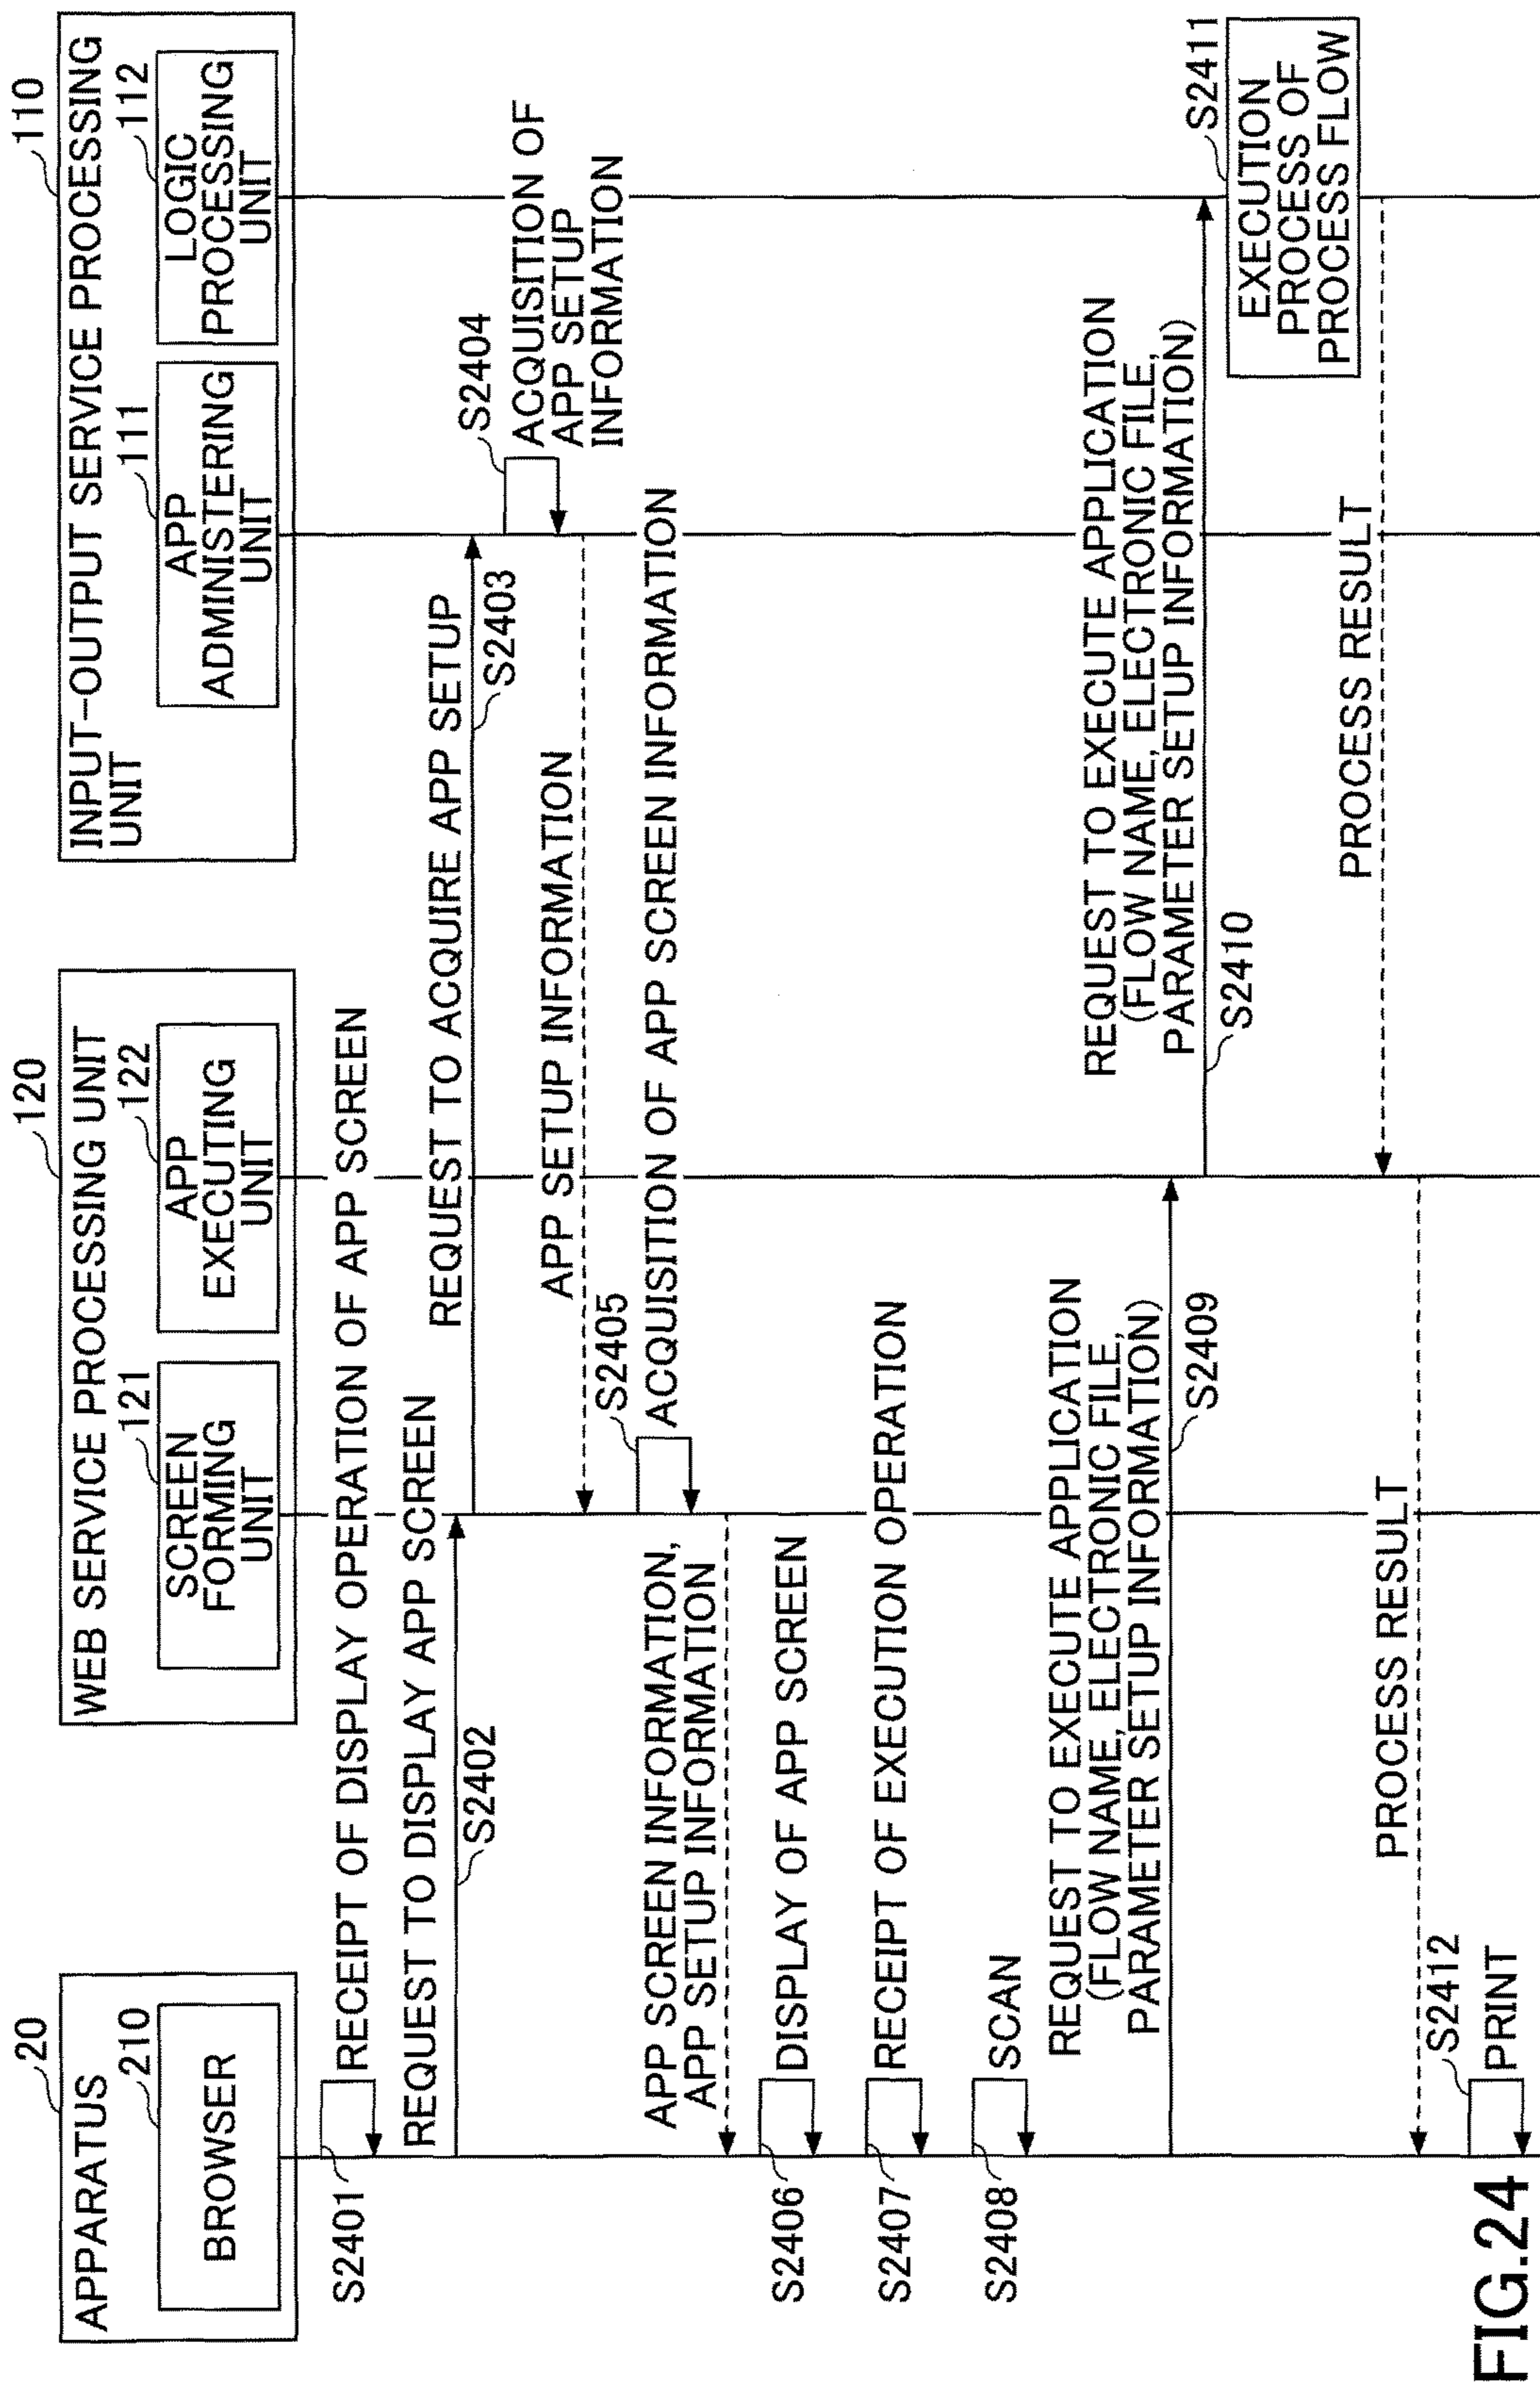 APPARATUS
20
210
BROWSER
WEB SERVICE PROCESSING UNIT
120
121
SCREEN
FORMING
UNIT
122
APP
EXECUTING
UNIT
INPUT-OUTPUT SERVICE PROCESSING
UNIT
110
111
APP
ADMINISTERING
UNIT
112
LOGIC
PROCESSING
UNIT
S2401
RECEIPT OF DISPLAY OPERATION OF APP SCREEN
REQUEST TO DISPLAY APP SCREEN
S2402
REQUEST TO ACQUIRE APP SETUP
S2403
S2404
ACQUISITION OF
APP SETUP
INFORMATION
APP SETUP INFORMATION
S2405
ACQUISITION OF APP SCREEN INFORMATION
APP SCREEN INFORMATION,
APP SETUP INFORMATION
S2406
DISPLAY OF APP SCREEN
S2407
RECEIPT OF EXECUTION OPERATION
S2408
SCAN
REQUEST TO EXECUTE APPLICATION
(FLOW NAME, ELECTRONIC FILE,
PARAMETER SETUP INFORMATION)
S2409
REQUEST TO EXECUTE APPLICATION
(FLOW NAME, ELECTRONIC FILE,
PARAMETER SETUP INFORMATION)
S2410
S2411
EXECUTION
PROCESS OF
PROCESS FLOW
PROCESS RESULT
PROCESS RESULT
S2412
PRINT
FIG.24